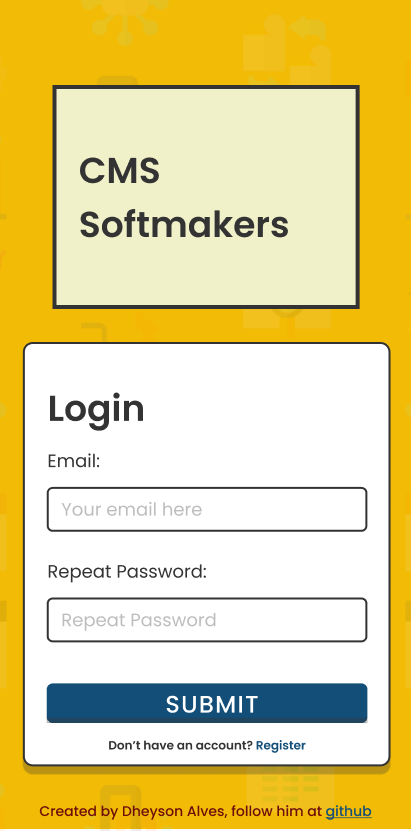 CMS
Softmakers
Login
Email:
Your email here
Repeat Password:
Repeat Password
SUBMIT
Don’t have an account? Register
Created by Dheyson Alves, follow him at github